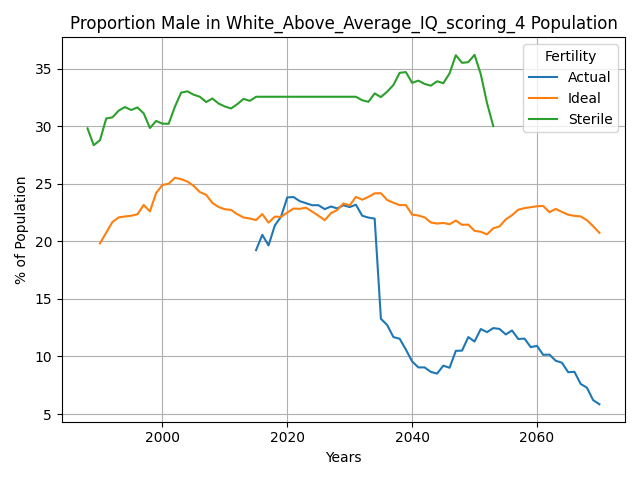 Proportion Male in White_Above_Average_IQ_scoring_4 Population
Fertility
Actual
Ideal
Sterile
% of Population
35
30
25
20
15
10
5
2000
2020
2040
2060
Years